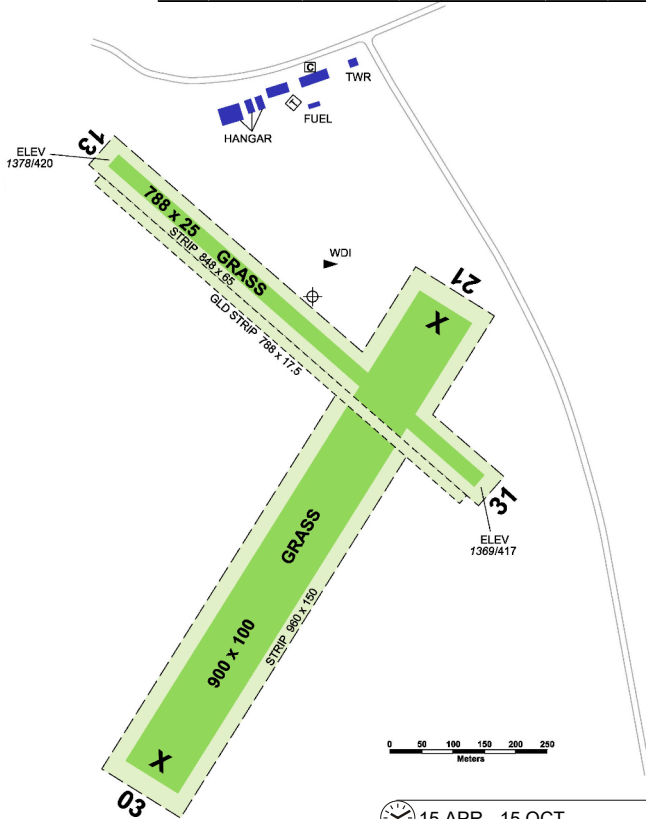 C
TWR
T
FUEL
HANGAR
13
ELEV
1378/420
788 x 25 GRASS
STRIP 848 x 65
GLD STRIP 788 x 17.5
WDI
21
X
31
ELEV
1369/417
GRASS
900 x 100
STRIP 960 x 150
X
03
0 50 100 150 200 250
Meters
15 APR - 15 OCT